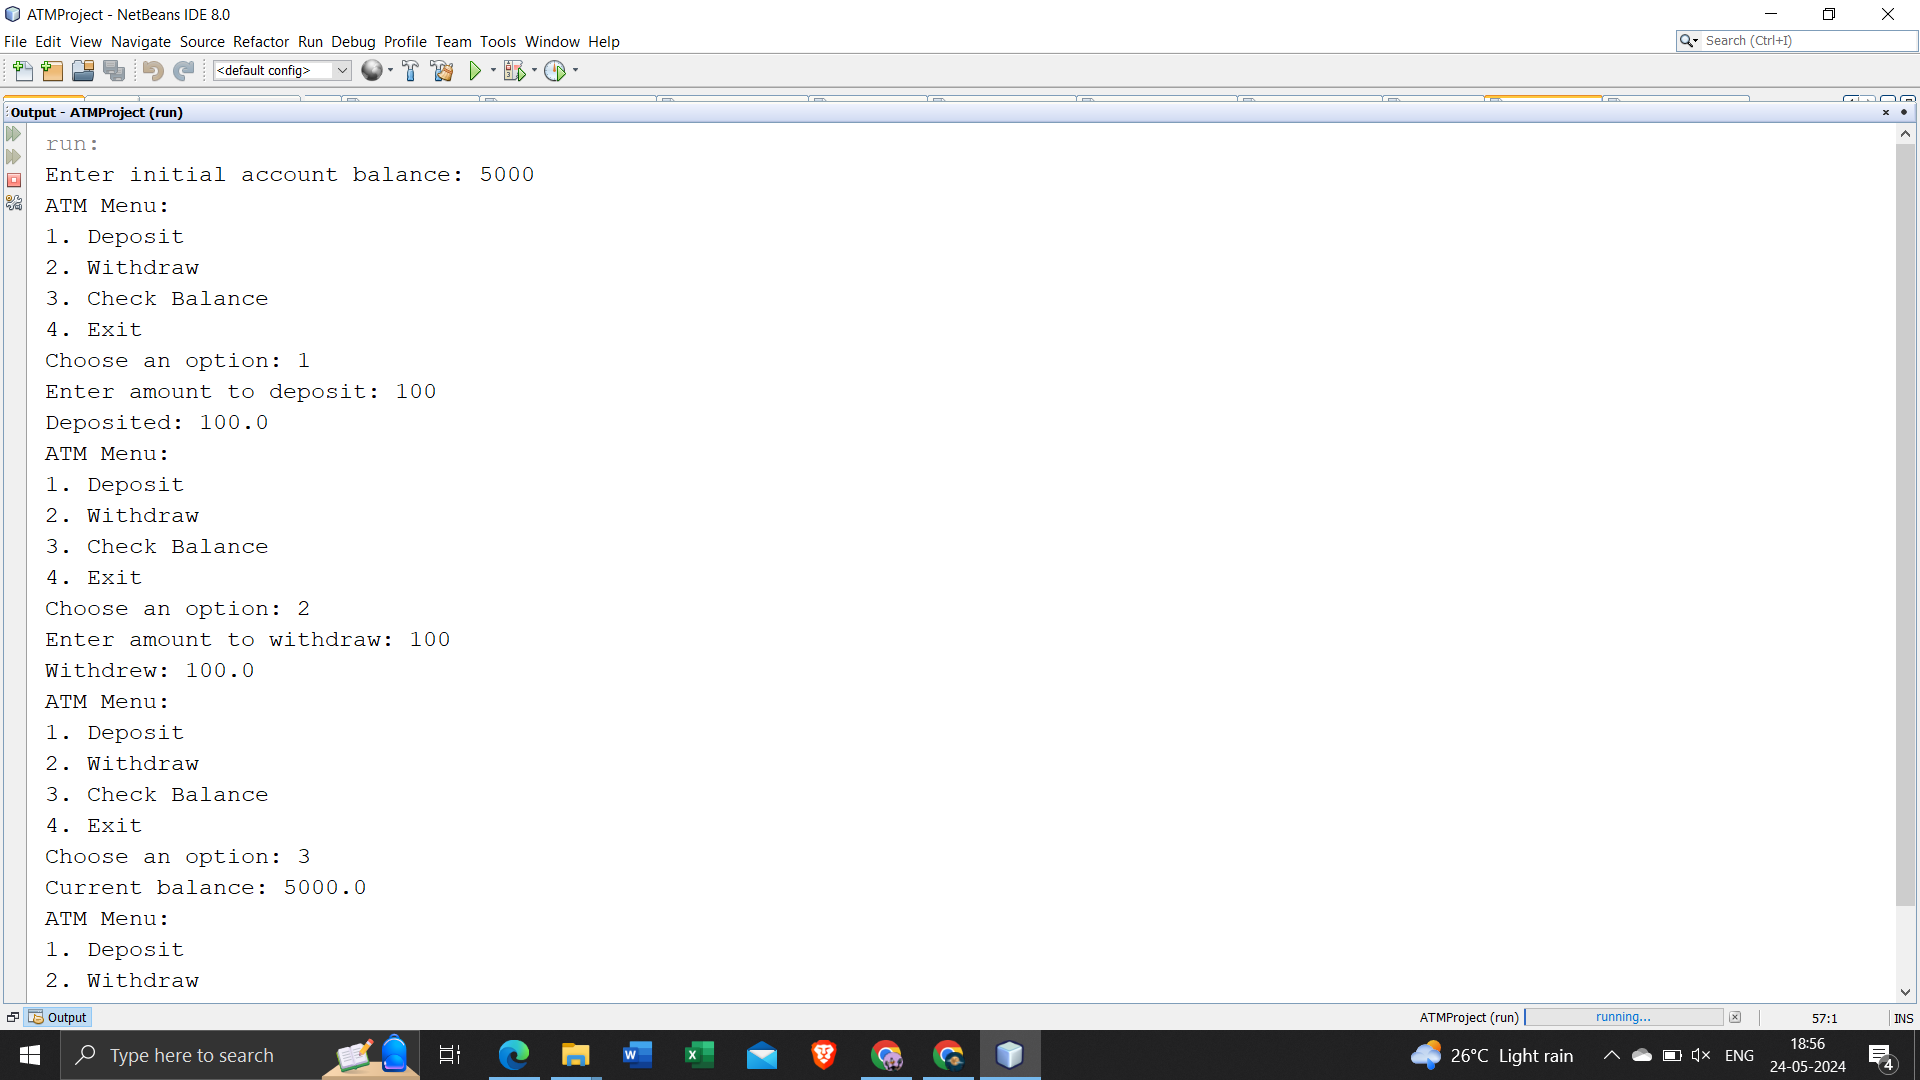 ATMProject - NetBeans IDE 8.0
File Edit View Navigate Source Refactor Run Debug Profile Team Tools Window Help
Search (Ctrl+I)
<default config>
Output - ATMProject (run)
run:
Enter initial account balance: 5000
ATM Menu:
1. Deposit
2. Withdraw
3. Check Balance
4. Exit
Choose an option: 1
Enter amount to deposit: 100
Deposited: 100.0
ATM Menu:
1. Deposit
2. Withdraw
3. Check Balance
4. Exit
Choose an option: 2
Enter amount to withdraw: 100
Withdrew: 100.0
ATM Menu:
1. Deposit
2. Withdraw
3. Check Balance
4. Exit
Choose an option: 3
Current balance: 5000.0
ATM Menu:
1. Deposit
2. Withdraw
Output
ATMProject (run)
running...
57:1
INS
Type here to search
26°C Light rain
ENG
18:56
24-05-2024
4